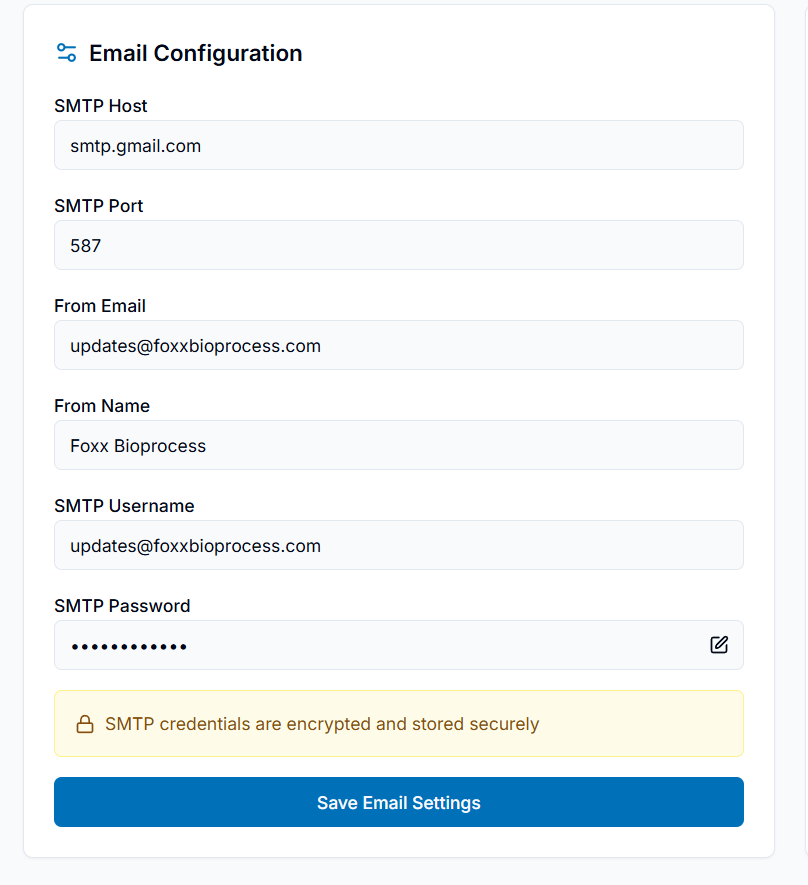 Email Configuration
SMTP Host
smtp.gmail.com
SMTP Port
587
From Email
updates@foxxbioprocess.com
From Name
Foxx Bioprocess
SMTP Username
updates@foxxbioprocess.com
SMTP Password
••••••••••••
SMTP credentials are encrypted and stored securely
Save Email Settings